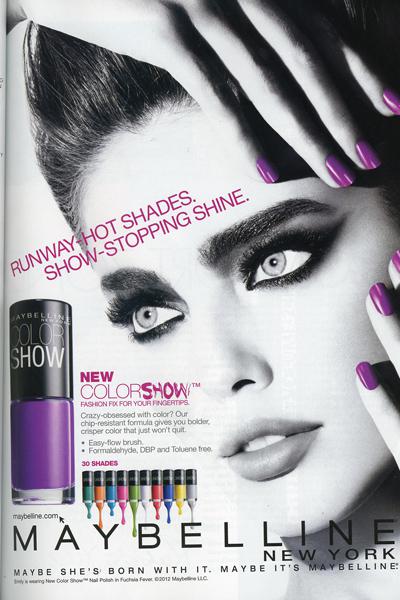 RUNWAY-HOT SHADES.
SHOW-STOPPING SHINE.
MAYBELLINE
NEW YORK
COLOR
SHOW
NEW
COLORSHOW™
FASHION FIX FOR YOUR FINGERTIPS.
Crazy-obsessed with color? Our
chip-resistant formula gives you bolder,
crisper color that just won't quit.
• Easy-flow brush.
• Formaldehyde, DBP and Toluene free.
30 SHADES
maybelline.com
MAYBELLINE
NEW YORK
MAYBE SHE'S BORN WITH IT. MAYBE IT'S MAYBELLINE.®
Emily is wearing New Color Show™ Nail Polish in Fuchsia Fever. ©2012 Maybelline LLC.